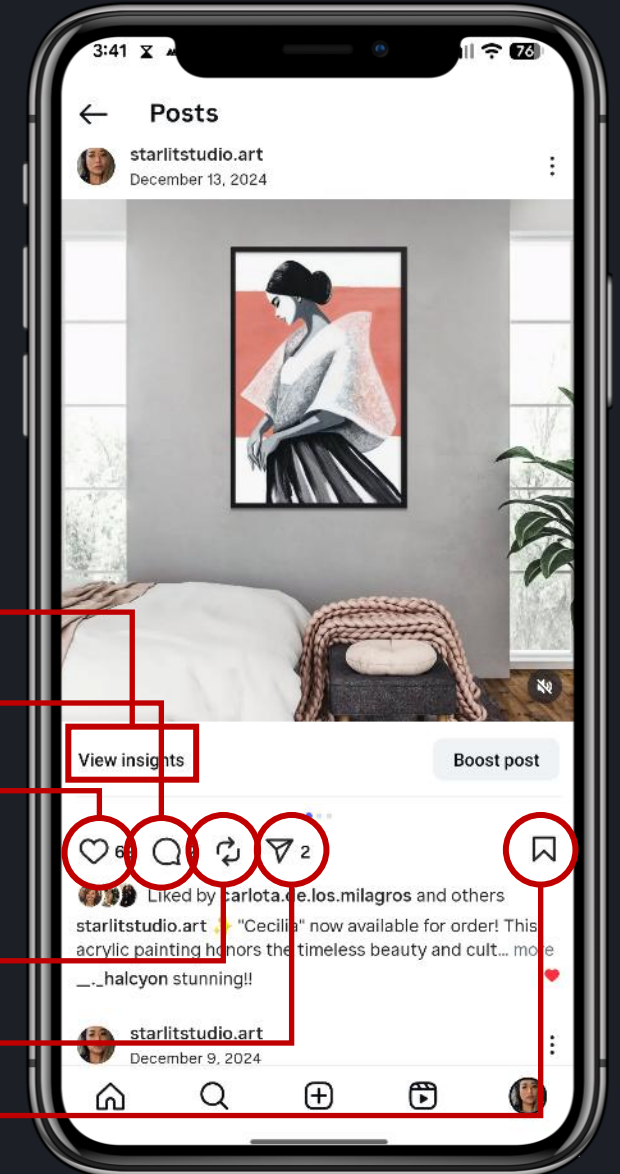 3:41
76
Posts
starlitstudio.art
December 13, 2024
View insights
Boost post
2
Liked by carlota.de.los.milagros and others
starlitstudio.art ✨ "Cecilia" now available for order! This
acrylic painting honors the timeless beauty and cult... more
__._halcyon stunning!!
starlitstudio.art
December 9, 2024